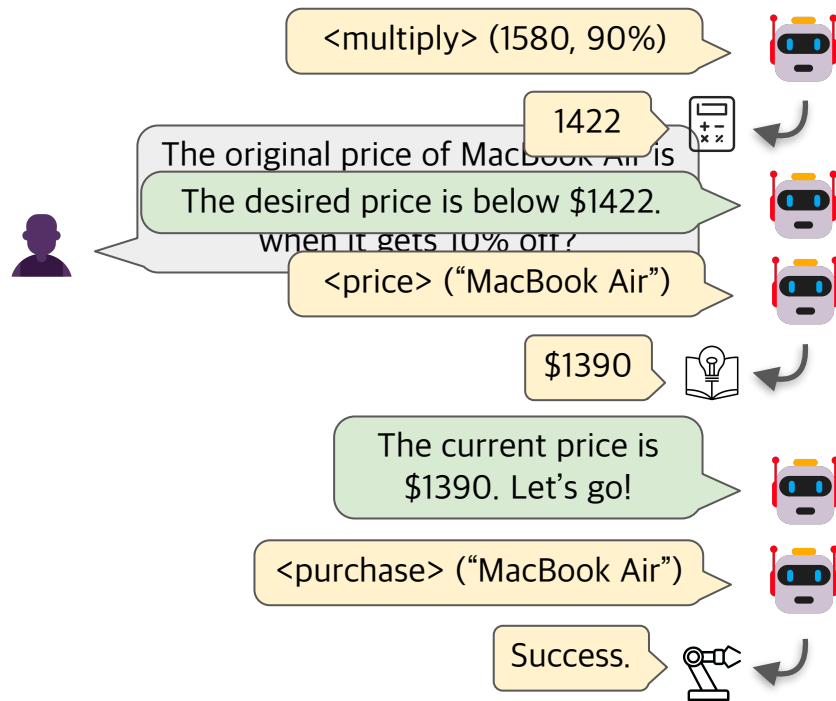 <multiply> (1580, 90%)
1422
The original price of MacBook Air is
The desired price is below $1422.
when it gets 10% off?
<price> (“MacBook Air”)
$1390
The current price is
$1390. Let’s go!
<purchase> (“MacBook Air”)
Success.